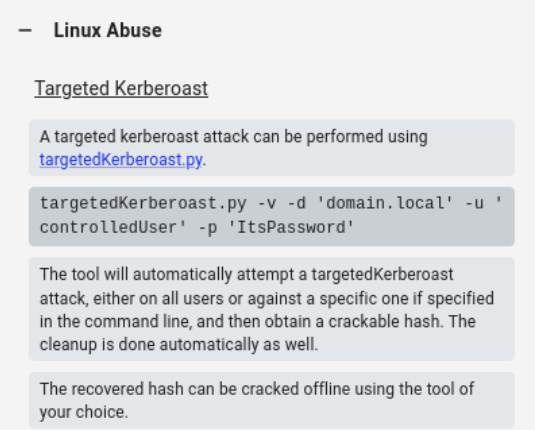 − Linux Abuse
Targeted Kerberoast
A targeted kerberoast attack can be performed using
targetedKerberoast.py.
targetedKerberoast.py -v -d 'domain.local' -u '
controlledUser' -p 'ItsPassword'
The tool will automatically attempt a targetedKerberoast
attack, either on all users or against a specific one if specified
in the command line, and then obtain a crackable hash. The
cleanup is done automatically as well.
The recovered hash can be cracked offline using the tool of
your choice.